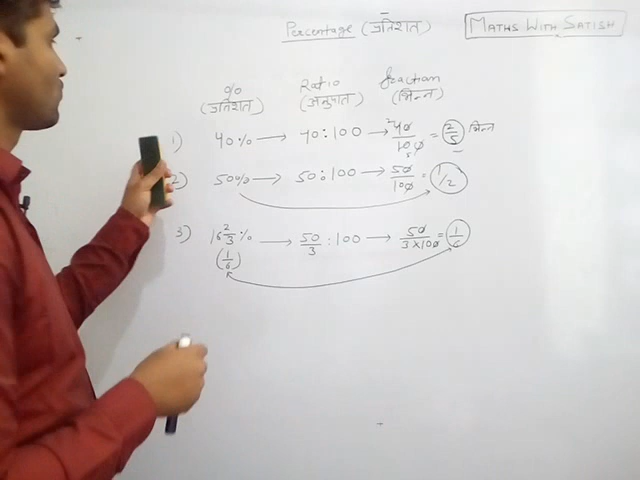 Percentage (प्रतिशत)
MATHS WITH SATISH
% Ratio fraction
(प्रतिशत) (अनुपात) (भिन्न)
1) 40% → 40:100 → 40/100 = 2/5 भिन्न
2) 50% → 50:100 → 50/100 = 1/2
3) 16 2/3 % → 50/3 : 100 → 50/3×100 = 1/6
(1/6)